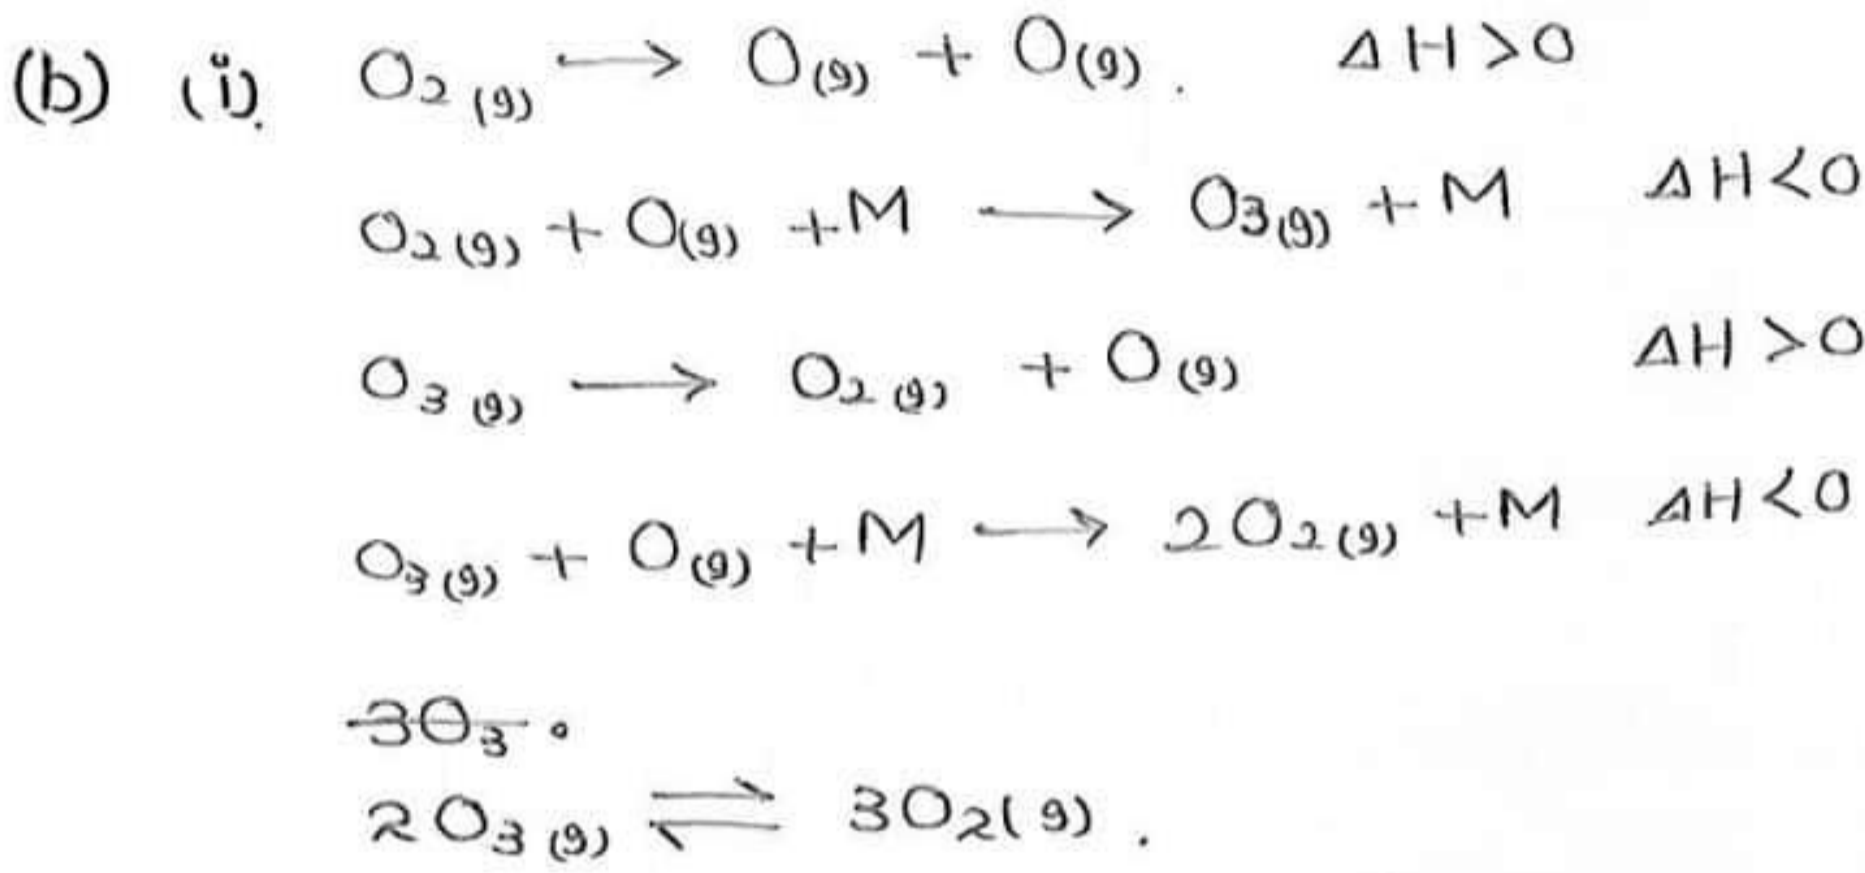 (b) (i). O₂ (g) ⟶ O(g) + O(g) . ΔH>0
O₂(g) + O(g) + M ⟶ O₃(g) + M ΔH<0
O₃ (g) ⟶ O₂ (g) + O (g) ΔH >0
O₃(g) + O(g) + M ⟶ 2O₂(g) + M ΔH<0
~~3O₃~~ .
2O₃ (g) ⇌ 3O₂(g) .